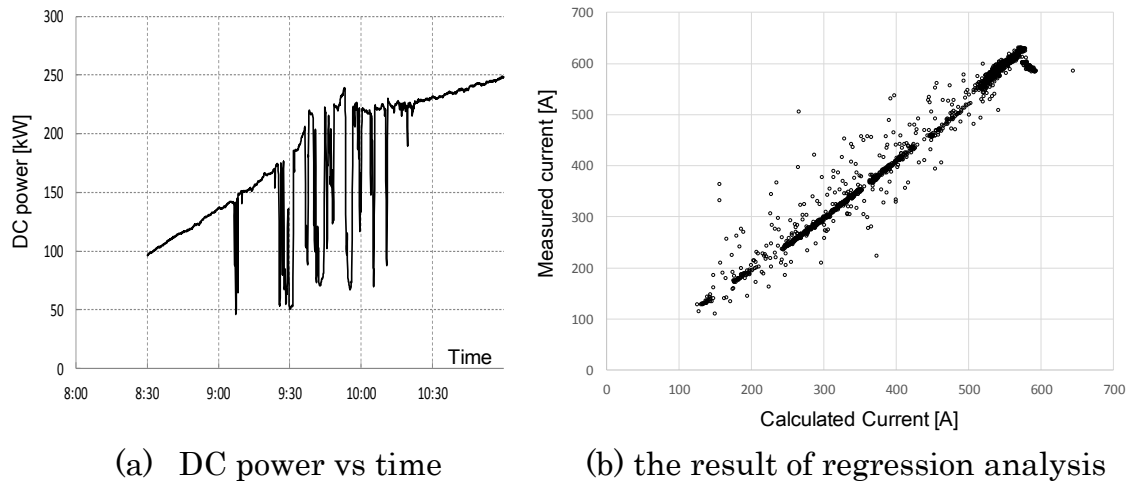 300
250
200
150
100
50
0
DC power [kW]
Time
8:00 8:30 9:00 9:30 10:00 10:30
(a) DC power vs time
700
600
500
400
300
200
100
0
Measured current [A]
0 100 200 300 400 500 600 700
Calculated Current [A]
(b) the result of regression analysis